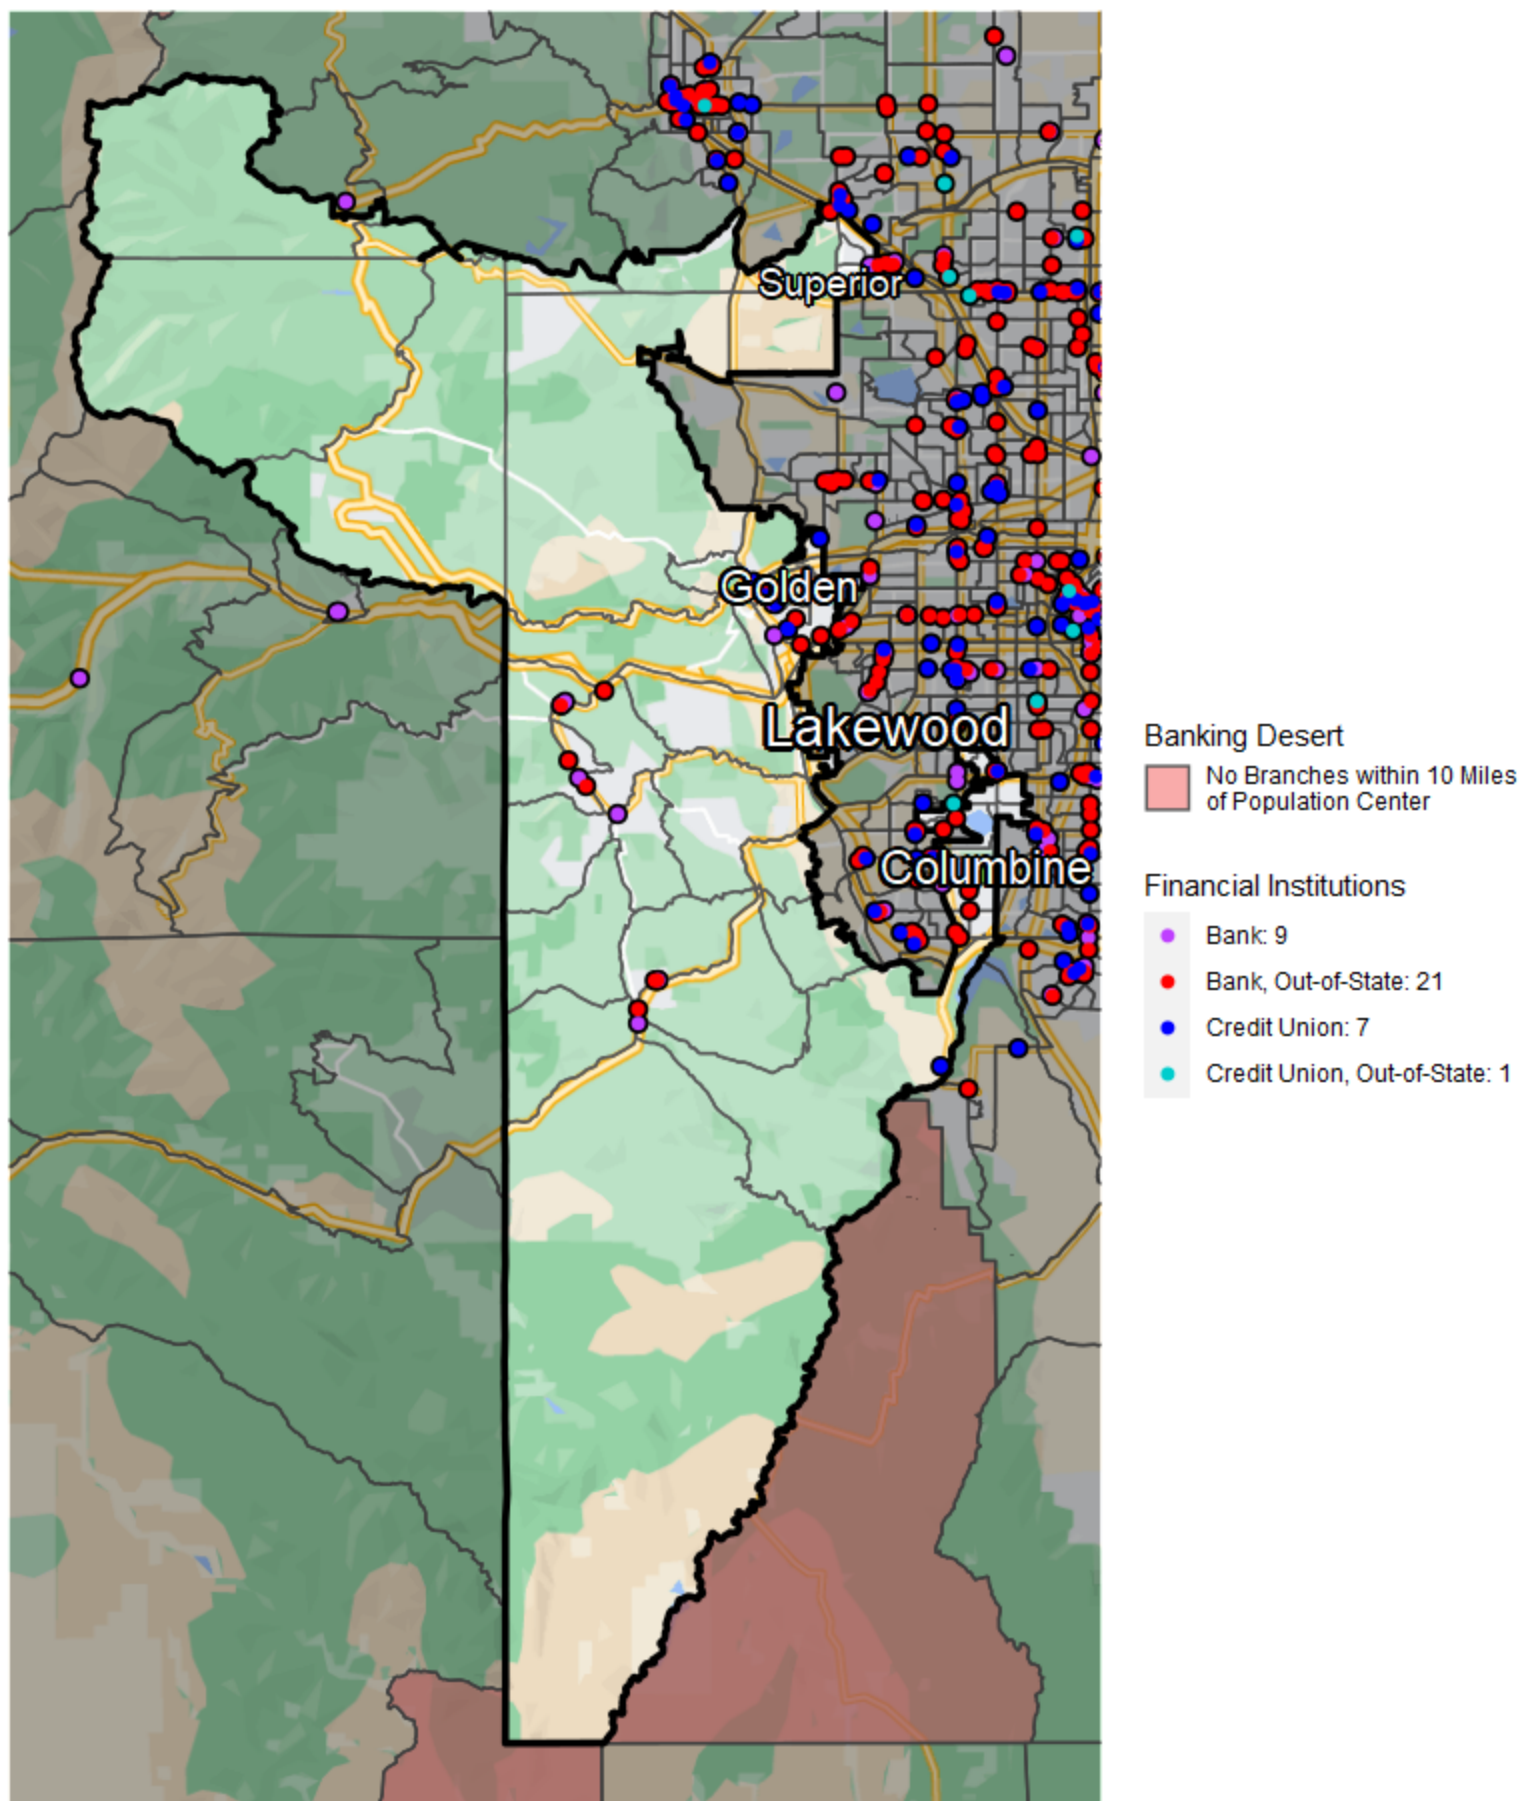 Superior
Golden
Lakewood
Columbine
Banking Desert
No Branches within 10 Miles
of Population Center
Financial Institutions
Bank: 9
Bank, Out-of-State: 21
Credit Union: 7
Credit Union, Out-of-State: 1